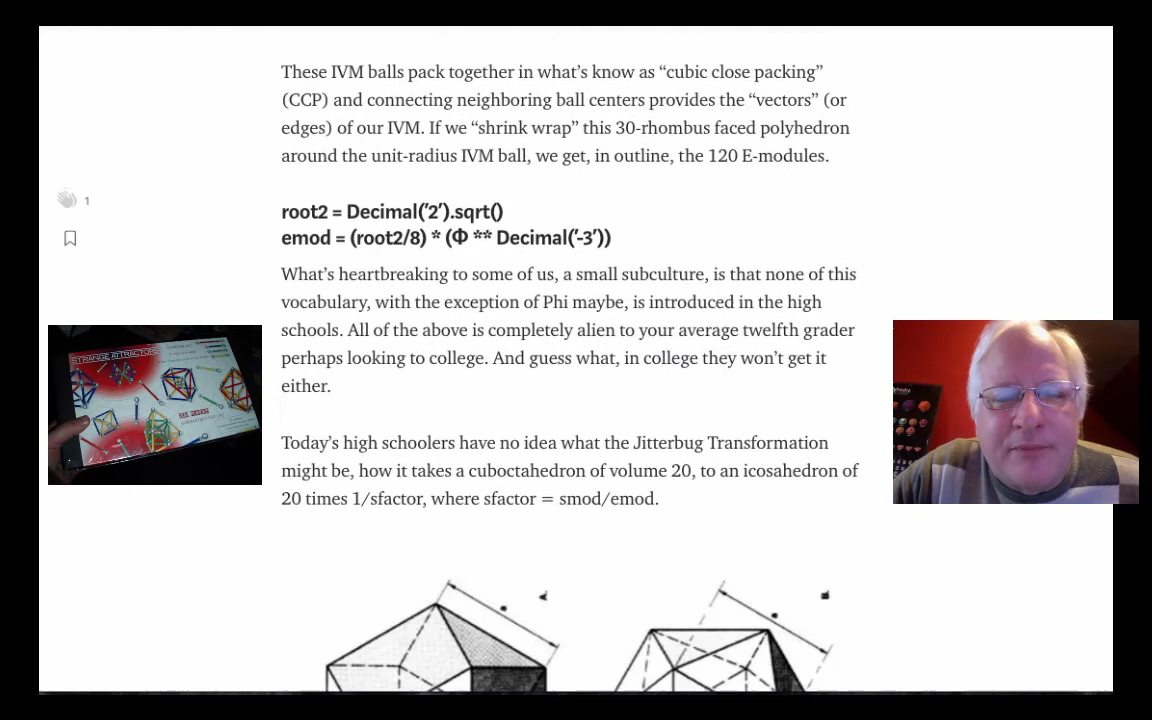 These IVM balls pack together in what’s know as “cubic close packing”
(CCP) and connecting neighboring ball centers provides the “vectors” (or
edges) of our IVM. If we “shrink wrap” this 30-rhombus faced polyhedron
around the unit-radius IVM ball, we get, in outline, the 120 E-modules.
1
root2 = Decimal(‘2’).sqrt()
emod = (root2/8) * (Φ ** Decimal(‘-3’))
What’s heartbreaking to some of us, a small subculture, is that none of this
vocabulary, with the exception of Phi maybe, is introduced in the high
schools. All of the above is completely alien to your average twelfth grader
perhaps looking to college. And guess what, in college they won’t get it
either.
STRANGE ATTRACTORS
Today’s high schoolers have no idea what the Jitterbug Transformation
might be, how it takes a cuboctahedron of volume 20, to an icosahedron of
20 times 1/sfactor, where sfactor = smod/emod.